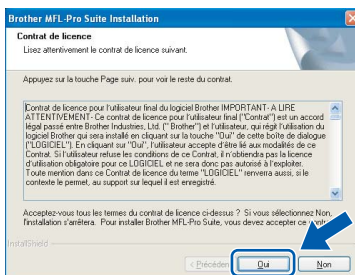 Brother MFL-Pro Suite Installation
Contrat de licence
Lisez attentivement le contrat de licence suivant.
Appuyez sur la touche Page suiv. pour voir le reste du contrat.
Contrat de licence pour l'utilisateur final du logiciel Brother IMPORTANT- A LIRE
ATTENTIVEMENT- Ce contrat de licence pour l'utilisateur final ("Contrat") est un accord
légal passé entre Brother Industries, Ltd. (" Brother") et l'utilisateur, qui régit l'utilisation du
logiciel Brother qui sera installé en cliquant sur la touche "Oui" de cette boîte de dialogue
("LOGICIEL"). En cliquant sur "Oui", l'utilisateur accepte d'être lié aux modalités de ce
Contrat. Si l'utilisateur refuse les conditions de ce Contrat, il n'obtiendra pas la licence
d'utilisation obligatoire pour ce LOGICIEL et ne sera donc pas autorisé à l'exploiter.
Toute mention dans ce Contrat de licence du terme "LOGICIEL" renverra aussi, si le
contexte le permet, au support sur lequel il est enregistré.
Acceptez-vous tous les termes du contrat de licence ci-dessus ? Si vous sélectionnez Non,
l'installation s'arrêtera. Pour installer Brother MFL-Pro Suite, vous devez accepter ce
InstallShield
< Précéden
Oui
Non